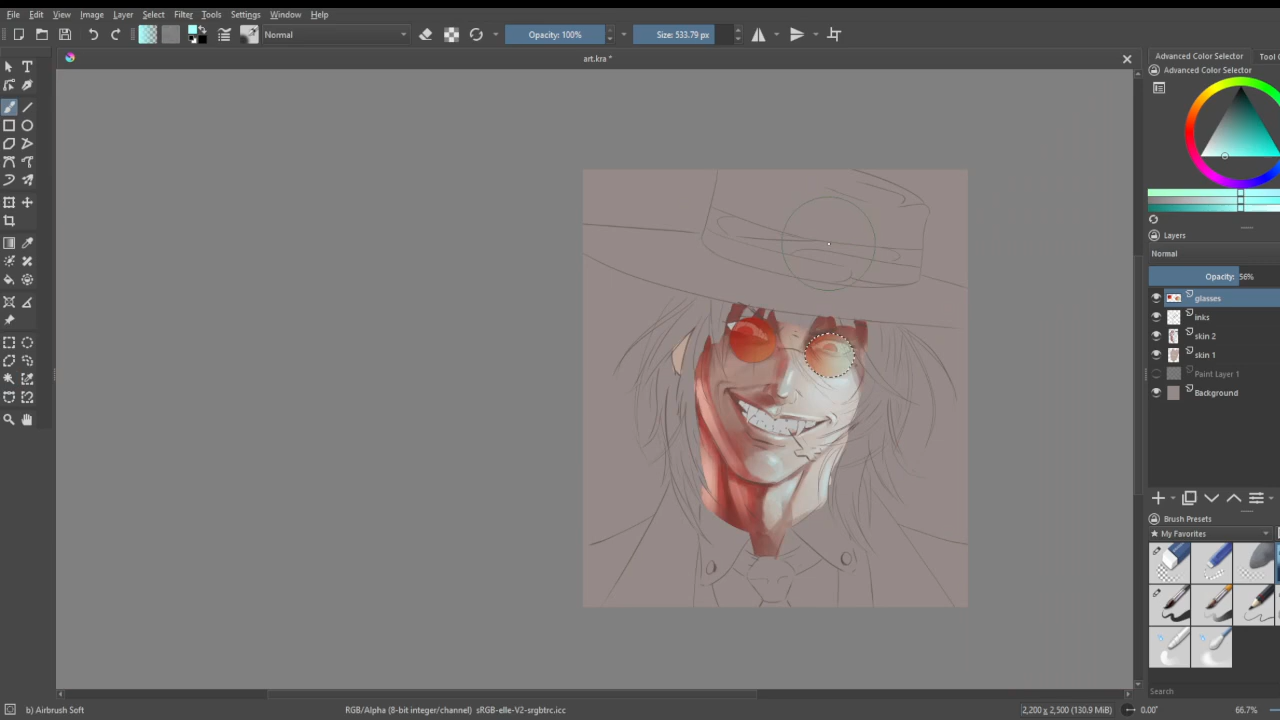 File Edit View Image Layer Select Filter Tools Settings Window Help
Normal Opacity: 100% Size: 533.79 px
art.kra *
Advanced Color Selector Tool O
Advanced Color Selector
Layers
Normal
Opacity: 56%
glasses
inks
skin 2
skin 1
Paint Layer 1
Background
Brush Presets
My Favorites
Search
b) Airbrush Soft RGB/Alpha (8-bit integer/channel) sRGB-elle-V2-srgbtrc.icc 2,200 x 2,500 (130.9 MiB) 0.00° 66.7%